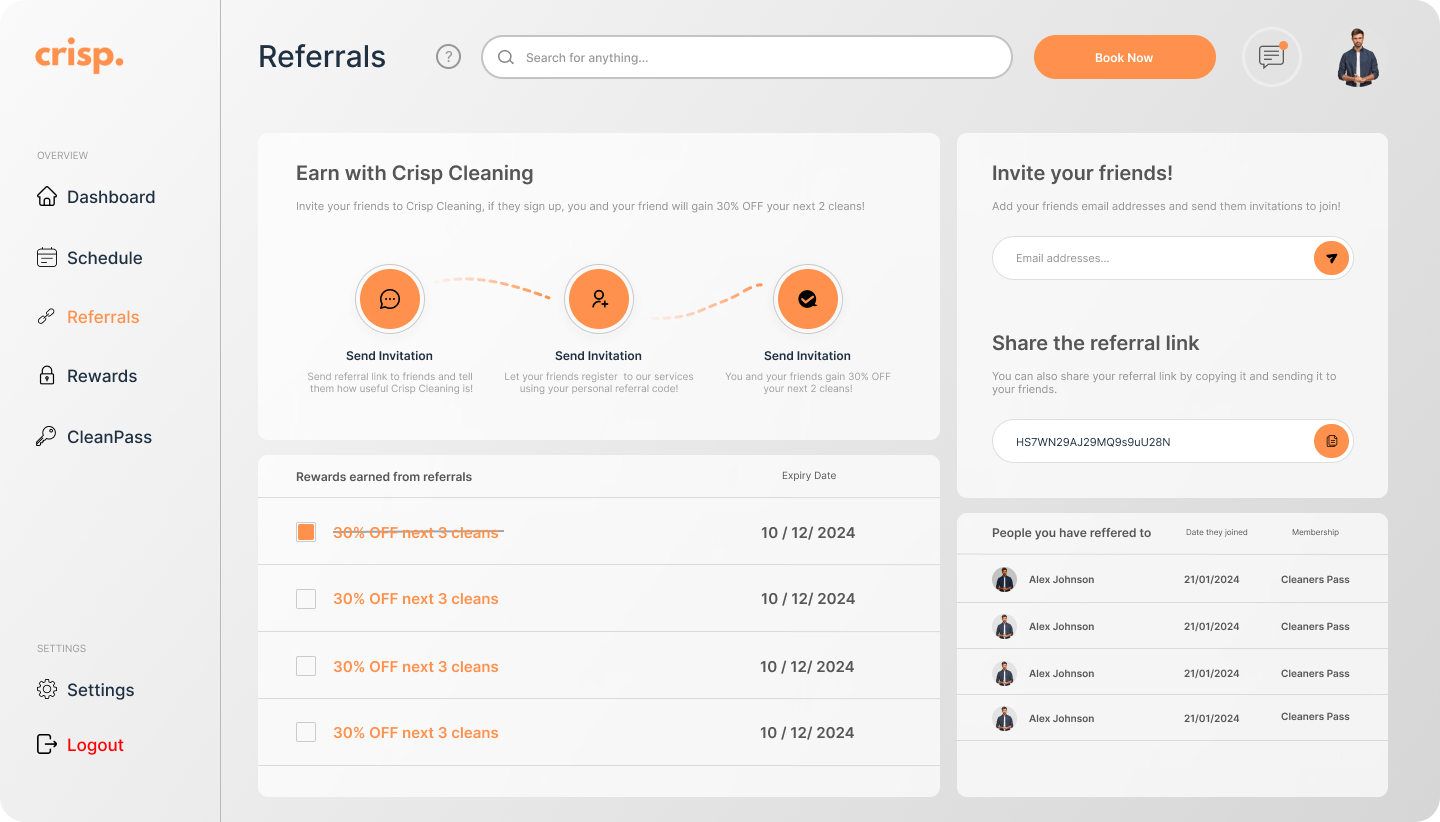 crisp.
Referrals
?
Search for anything...
Book Now
OVERVIEW
Dashboard
Schedule
Referrals
Rewards
CleanPass
SETTINGS
Settings
Logout
Earn with Crisp Cleaning
Invite your friends to Crisp Cleaning, if they sign up, you and your friend will gain 30% OFF your next 2 cleans!
Send Invitation
Send referral link to friends and tell
them how useful Crisp Cleaning is!
Send Invitation
Let your friends register to our services
using your personal referral code!
Send Invitation
You and your friends gain 30% OFF
your next 2 cleans!
Invite your friends!
Add your friends email addresses and send them invitations to join!
Email addresses...
Share the referral link
You can also share your referral link by copying it and sending it to
your friends.
HS7WN29AJ29MQ9s9uU28N
Rewards earned from referrals Expiry Date
30% OFF next 3 cleans 10 / 12/ 2024
30% OFF next 3 cleans 10 / 12/ 2024
30% OFF next 3 cleans 10 / 12/ 2024
30% OFF next 3 cleans 10 / 12/ 2024
People you have reffered to Date they joined Membership
Alex Johnson 21/01/2024 Cleaners Pass
Alex Johnson 21/01/2024 Cleaners Pass
Alex Johnson 21/01/2024 Cleaners Pass
Alex Johnson 21/01/2024 Cleaners Pass